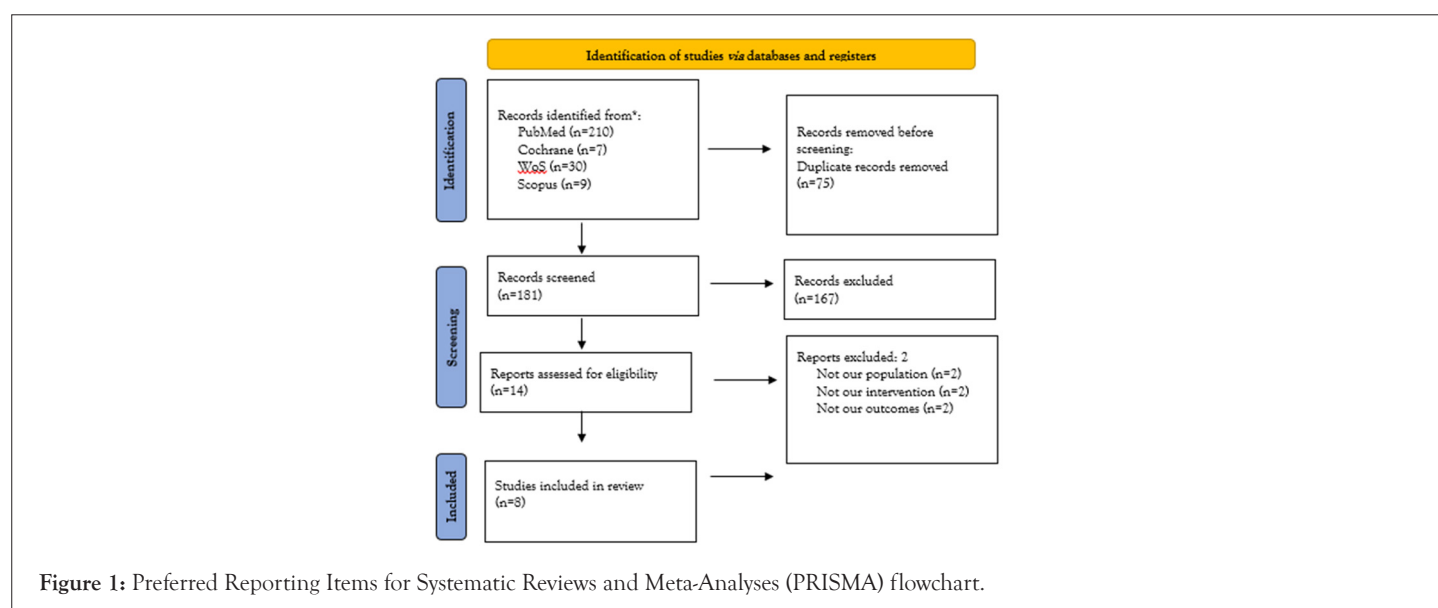 Identification of studies via databases and registers
Identification
Records identified from*:
PubMed (n=210)
Cochrane (n=7)
WoS (n=30)
Scopus (n=9)
Records removed before
screening:
Duplicate records removed
(n=75)
Screening
Records screened
(n=181)
Records excluded
(n=167)
Reports assessed for eligibility
(n=14)
Reports excluded: 2
Not our population (n=2)
Not our intervention (n=2)
Not our outcomes (n=2)
Included
Studies included in review
(n=8)
Figure 1: Preferred Reporting Items for Systematic Reviews and Meta-Analyses (PRISMA) flowchart.